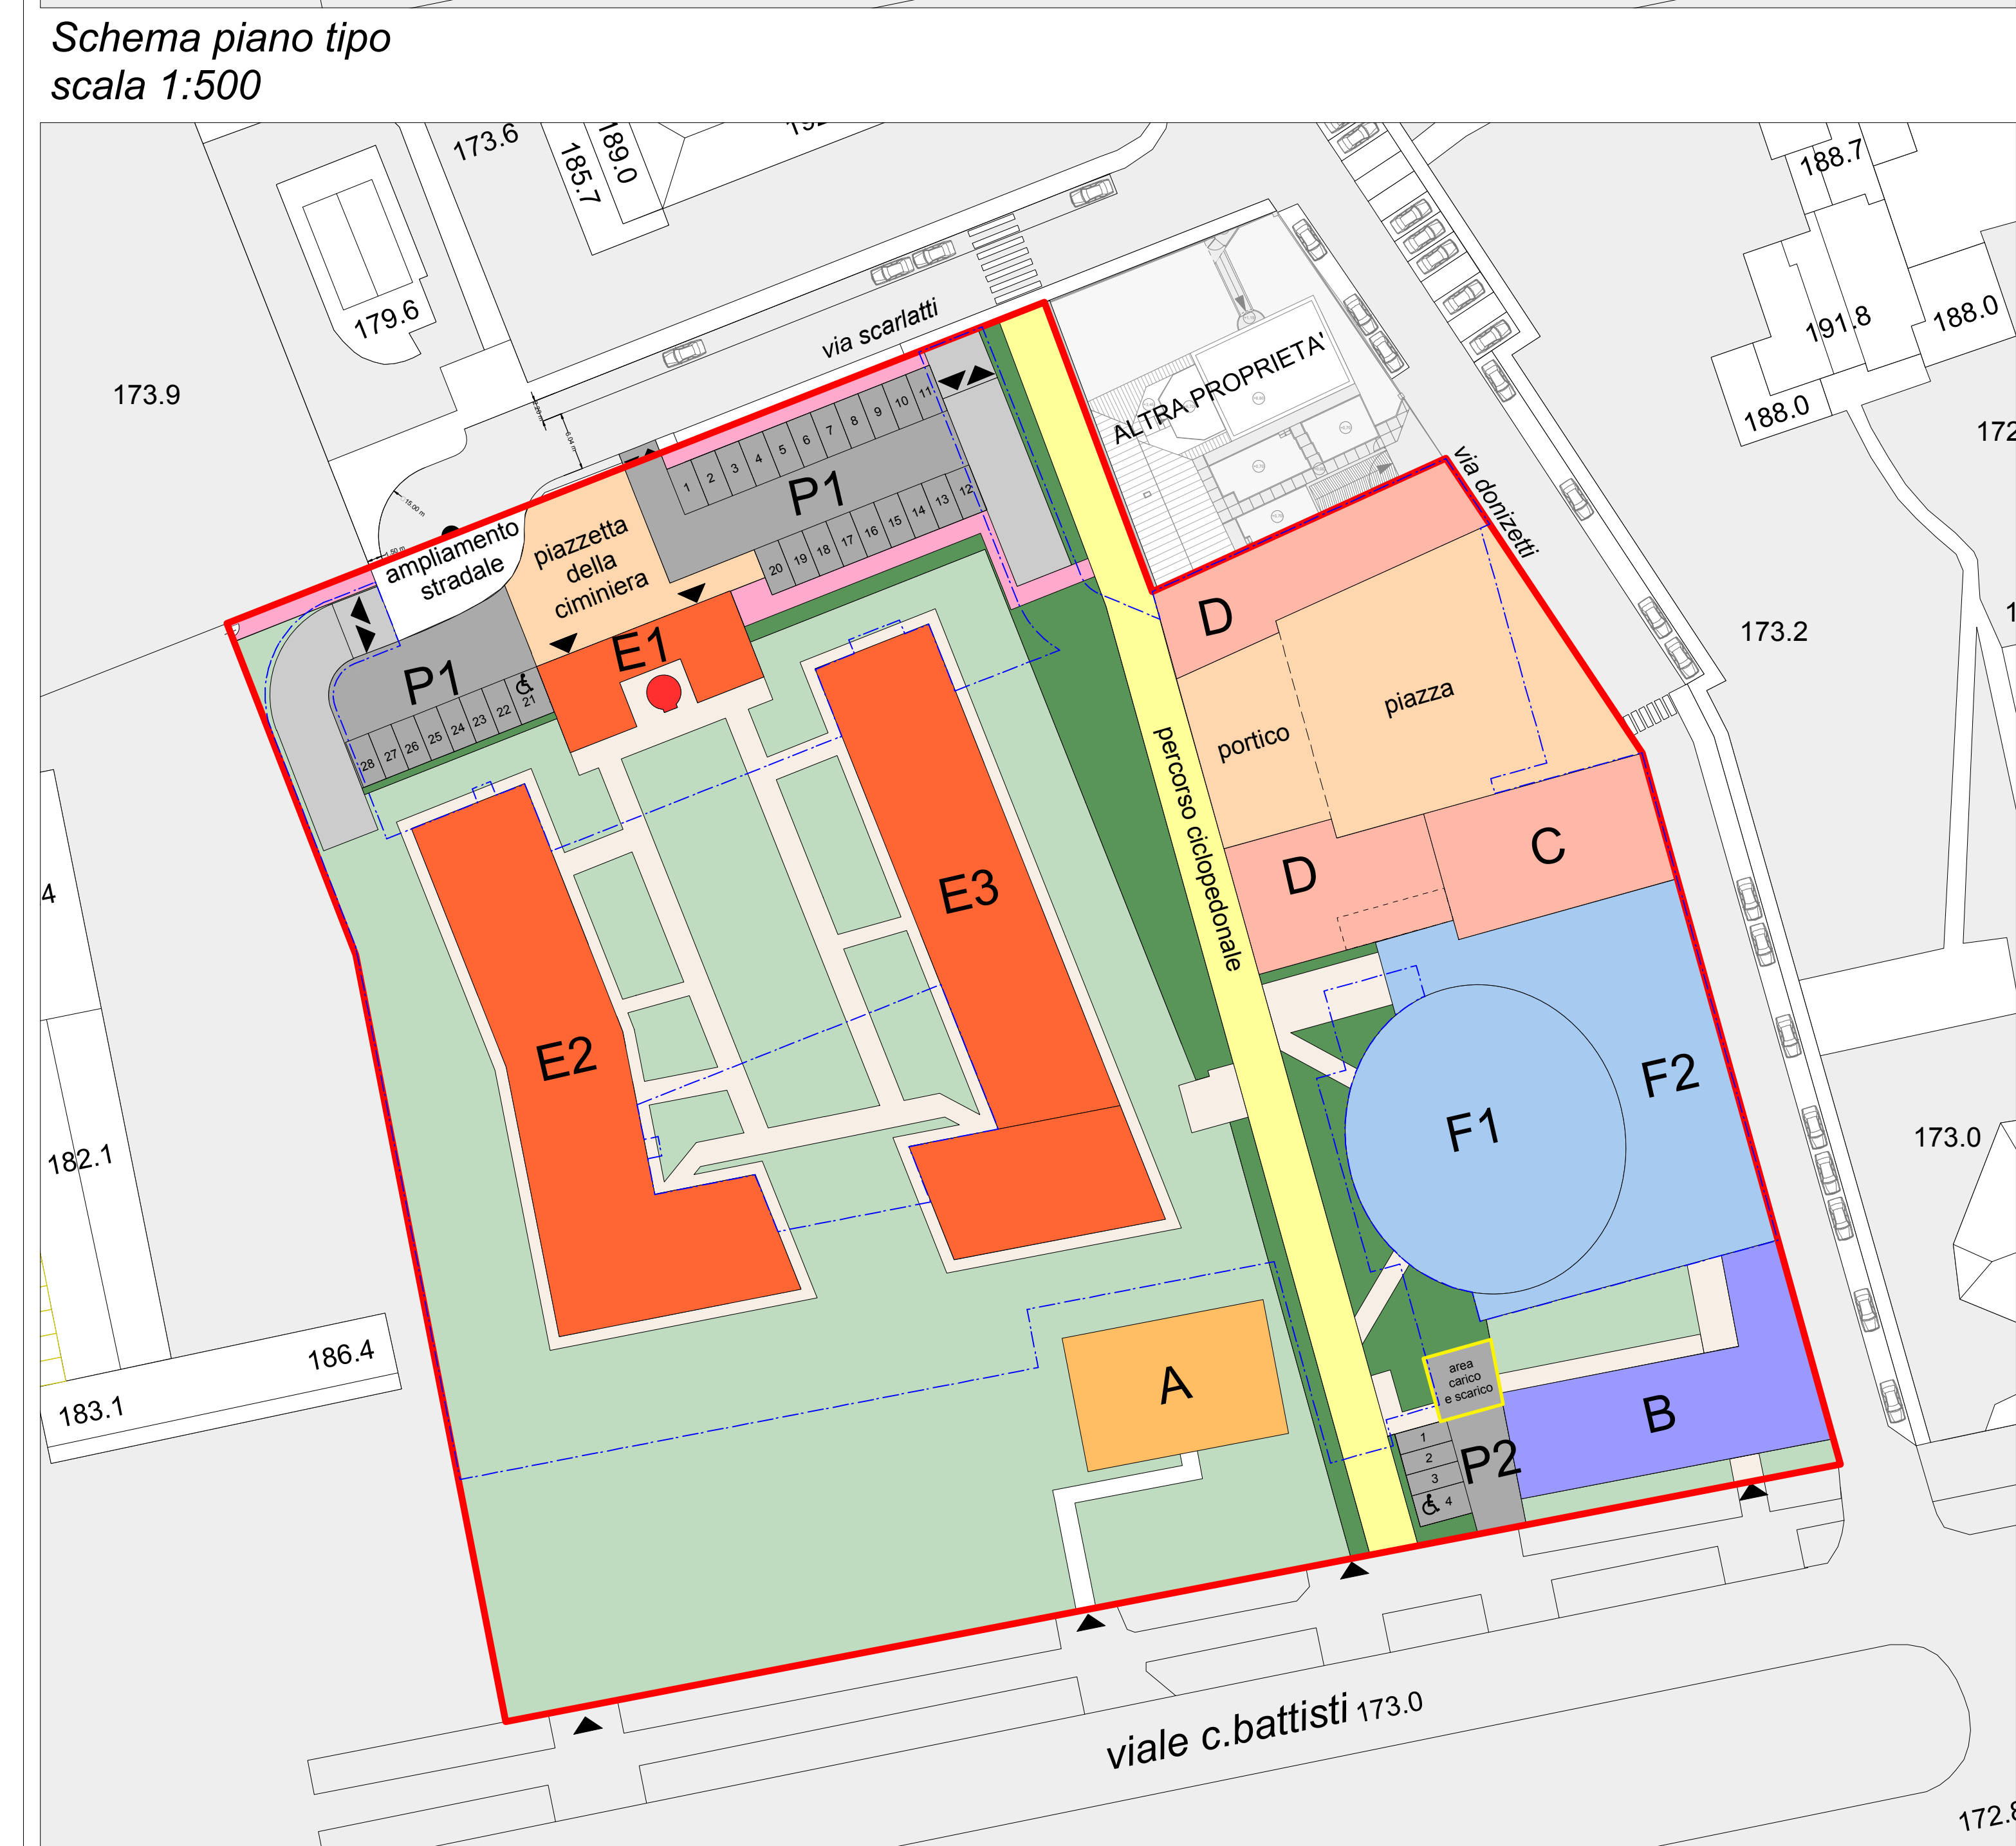 Schema piano tipo
scala 1:500
173.6
185.7
189.0
188.7
179.6
191.8
188.0
188.0
173.9
via scarlatti
ALTRA PROPRIETA'
via donizetti
1 2 3 4 5 6 7 8 9 10 11
P1
20 19 18 17 16 15 14 13 12
15.00 m
6.04 m
ampliamento
stradale
piazzetta
della
ciminiera
P1
28 27 26 25 24 23 22 21
E1
D
173.2
piazza
portico
percorso ciclopedonale
D
C
E3
E2
F1
F2
173.0
182.1
186.4
183.1
A
area
carico
e scarico
B
P2
1
2
3
4
viale c.battisti 173.0